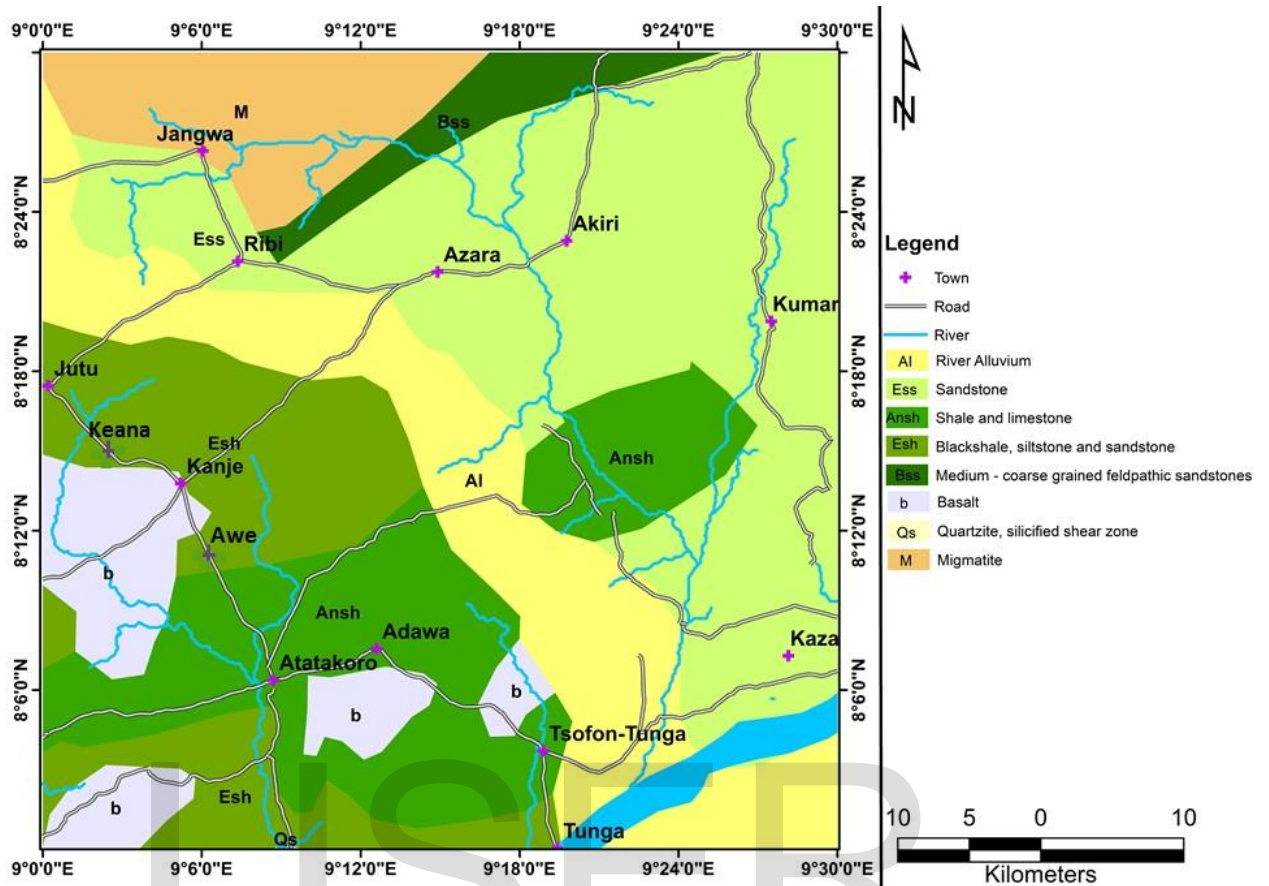 9°0'0"E 9°6'0"E 9°12'0"E 9°18'0"E 9°24'0"E 9°30'0"E
M
Bss
Jangwa
8°24'0"N 8°24'0"N
Akiri
Ess Ribi
Azara
Kumar
8°18'0"N 8°18'0"N
Jutu
Keana
Esh
Kanje
Ansh
Al
8°12'0"N 8°12'0"N
Awe
b
Ansh
Adawa
Kaza
Atatakoro
8°6'0"N 8°6'0"N
b
b
Tsofon-Tunga
Esh
b
Tunga
Qs
9°0'0"E 9°6'0"E 9°12'0"E 9°18'0"E 9°24'0"E 9°30'0"E
N
Legend
Town
Road
River
Al River Alluvium
Ess Sandstone
Ansh Shale and limestone
Esh Blackshale, siltstone and sandstone
Bss Medium - coarse grained feldpathic sandstones
b Basalt
Qs Quartzite, silicified shear zone
M Migmatite
10 5 0 10
Kilometers
IJSER